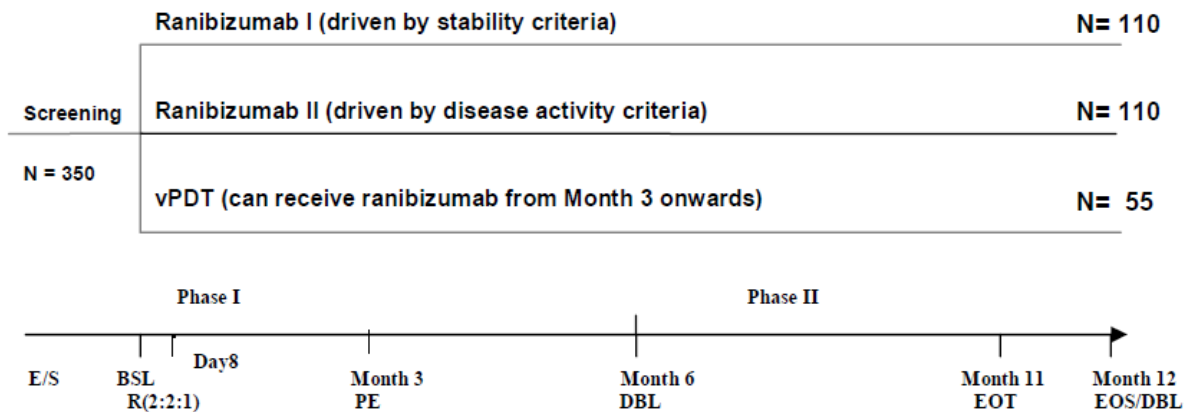 Ranibizumab I (driven by stability criteria) N= 110
Screening Ranibizumab II (driven by disease activity criteria) N= 110
N = 350
vPDT (can receive ranibizumab from Month 3 onwards) N= 55
Phase I Phase II
Day8
E/S BSL Month 3 Month 6 Month 11 Month 12
R(2:2:1) PE DBL EOT EOS/DBL